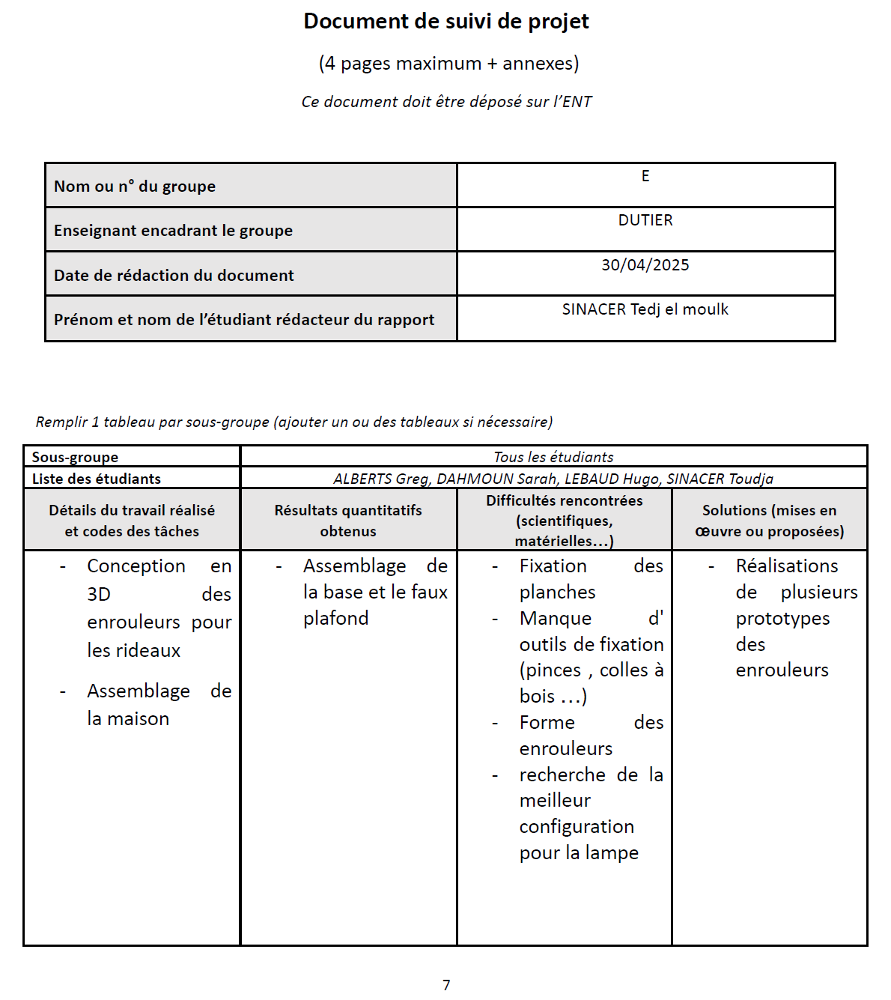 Document de suivi de projet
(4 pages maximum + annexes)
Ce document doit être déposé sur l’ENT
Nom ou n° du groupe
E
Enseignant encadrant le groupe
DUTIER
Date de rédaction du document
30/04/2025
Prénom et nom de l’étudiant rédacteur du rapport
SINACER Tedj el moulk
Remplir 1 tableau par sous-groupe (ajouter un ou des tableaux si nécessaire)
Sous-groupe
Tous les étudiants
Liste des étudiants
ALBERTS Greg, DAHMOUN Sarah, LEBAUD Hugo, SINACER Toudja
Détails du travail réalisé
et codes des tâches
Résultats quantitatifs
obtenus
Difficultés rencontrées
(scientifiques,
matérielles…)
Solutions (mises en
œuvre ou proposées)
- Conception en
3D des
enrouleurs pour
les rideaux
- Assemblage de
la maison
- Assemblage de
la base et le faux
plafond
- Fixation des
planches
- Manque d'
outils de fixation
(pinces , colles à
bois …)
- Forme des
enrouleurs
- recherche de la
meilleur
configuration
pour la lampe
- Réalisations
de plusieurs
prototypes
des
enrouleurs
7